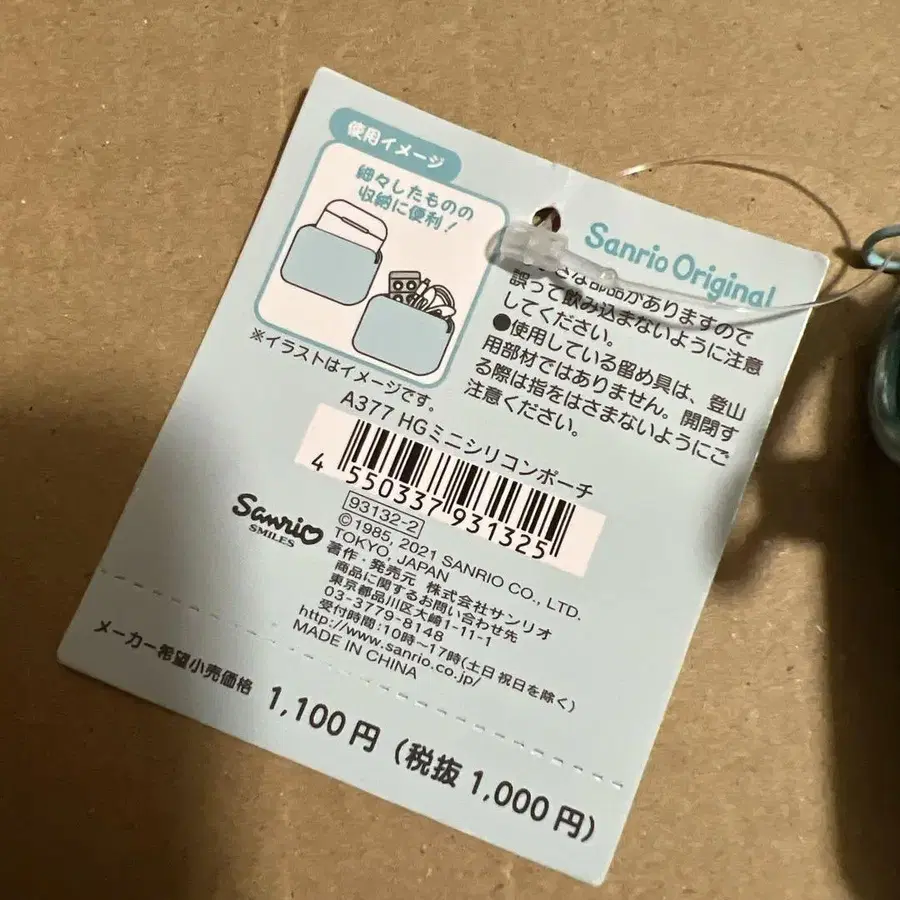 使用イメージ
細々したものの
収納に便利！
※イラストはイメージです。
Sanrio Original
さな部品がありますので
誤って飲み込まないように注意
してください。
●使用している留め具は、登山
用部材ではありません。開閉す
る際は指をはさまないようにご
注意ください。
A377 HGミニシリコンポーチ
4 550337 931325
93132-2
Sanrio
SMILES
©1985, 2021 SANRIO CO., LTD.
TOKYO, JAPAN
著作・発売元 株式会社サンリオ
商品に関するお問い合わせ先
東京都品川区大崎1-11-1
03-3779-8148
受付時間:10時〜17時(土日祝日を除く)
http://www.sanrio.co.jp/
MADE IN CHINA
メーカー希望小売価格 1,100円 (税抜1,000円)